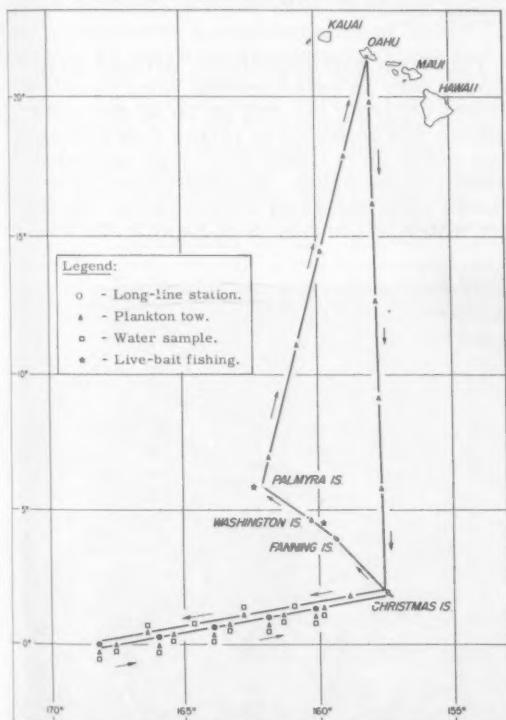 KAUAI
OAHU
MAUI
HAWAII
20°
15°
10°
5°
0°
Legend:
o - Long-line station.
▵ - Plankton tow.
□ - Water sample.
★ - Live-bait fishing.
PALMYRA IS.
WASHINGTON IS.
FANNING IS.
CHRISTMAS IS.
170° 165° 160° 155°